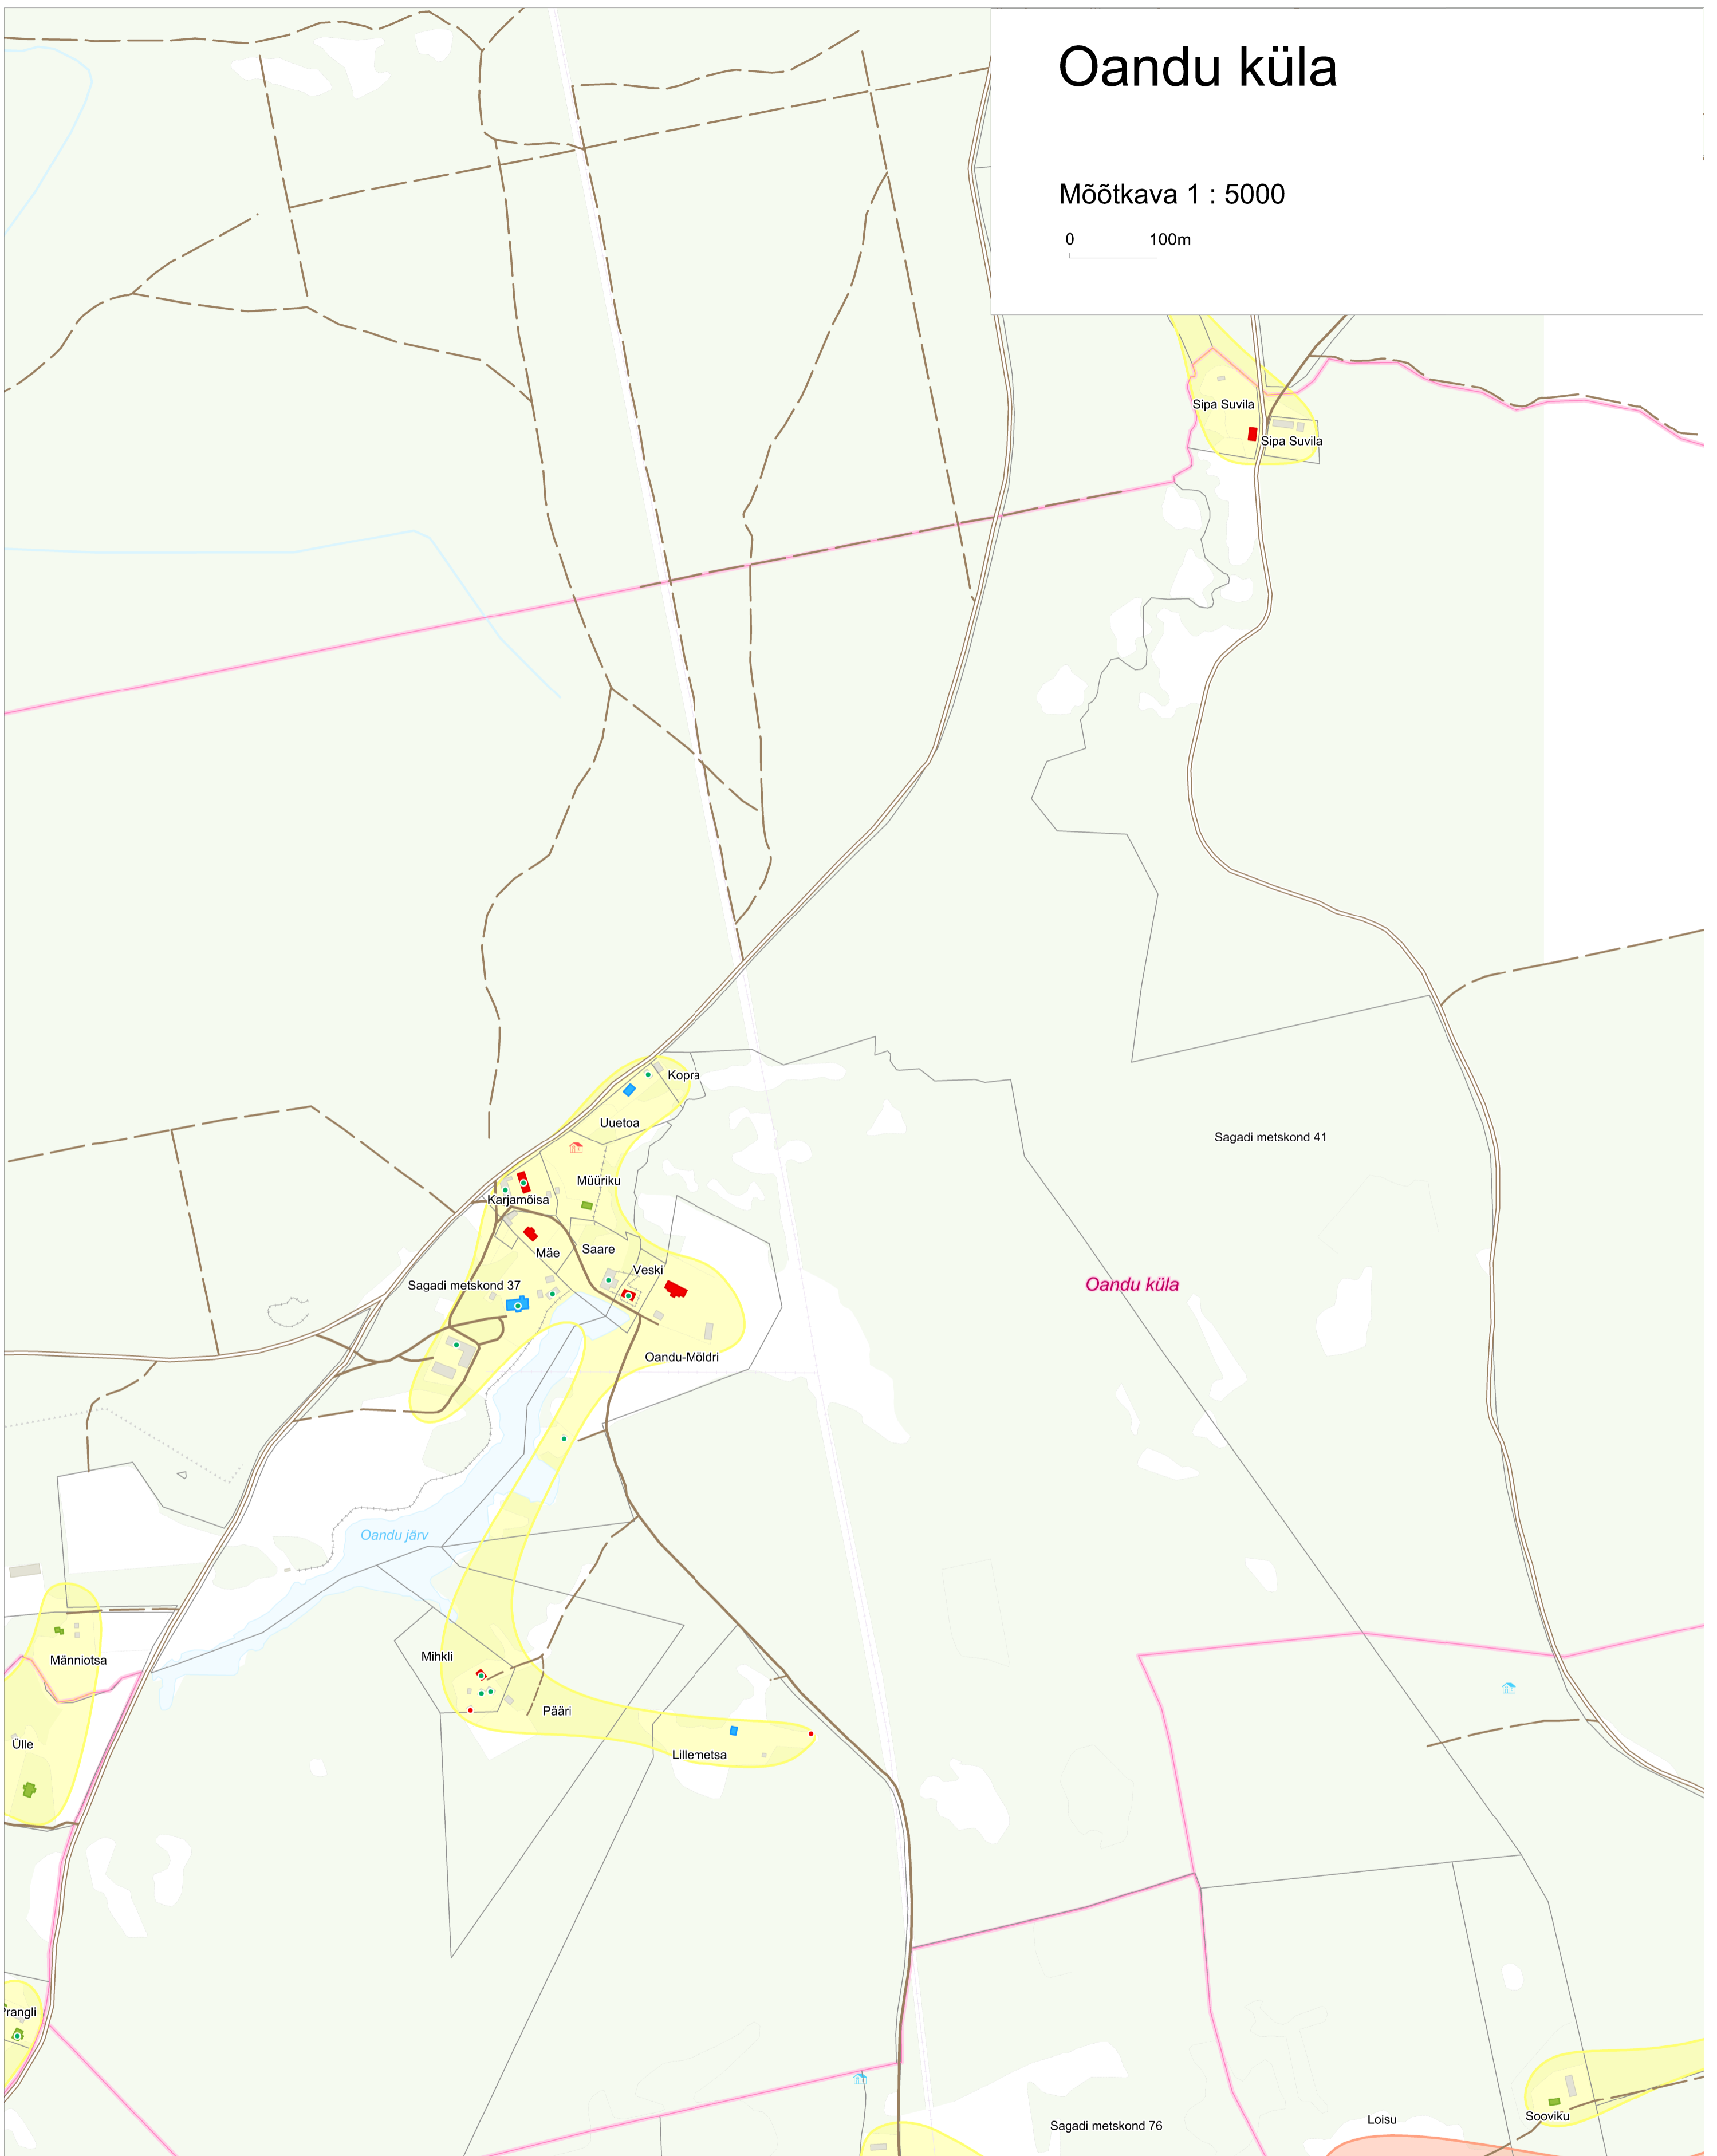 Oandu küla
Mõõtkava 1 : 5000
0 100m
Sipa Suvila
Sipa Suvila
Kopra
Uuetoa
Sagadi metskond 41
Müüriku
Karjamõisa
Mäe
Saare
Veski
Sagadi metskond 37
Oandu küla
Oandu-Möldri
Oandu järv
Männiotsa
Mihkli
Pääri
Ülle
Lillemetsa
Prangli
Sooviku
Loisu
Sagadi metskond 76